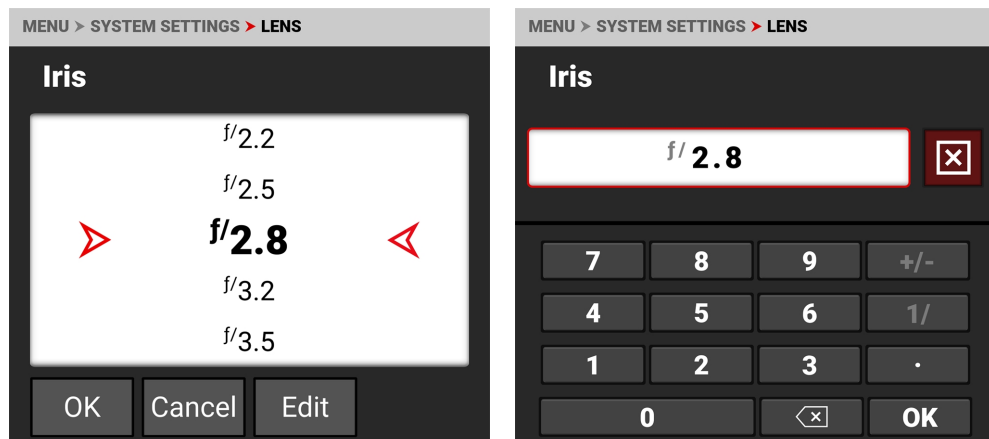 MENU > SYSTEM SETTINGS > LENS
Iris
ƒ/2.2
ƒ/2.5
ƒ/2.8
ƒ/3.2
ƒ/3.5
OK Cancel Edit
MENU > SYSTEM SETTINGS > LENS
Iris
ƒ/ 2.8
7 8 9 +/-
4 5 6 1/
1 2 3 .
0 OK